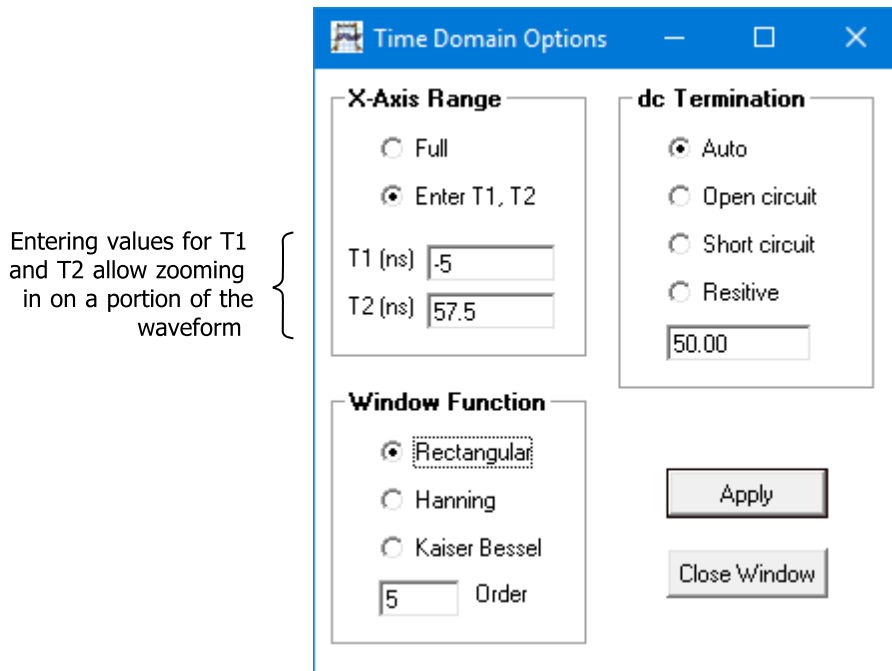 Time Domain Options
X-Axis Range
Full
Enter T1, T2
T1 (ns) -5
T2 (ns) 57.5
dc Termination
Auto
Open circuit
Short circuit
Resitive
50.00
Entering values for T1
and T2 allow zooming
in on a portion of the
waveform
Window Function
Rectangular
Hanning
Kaiser Bessel
5 Order
Apply
Close Window